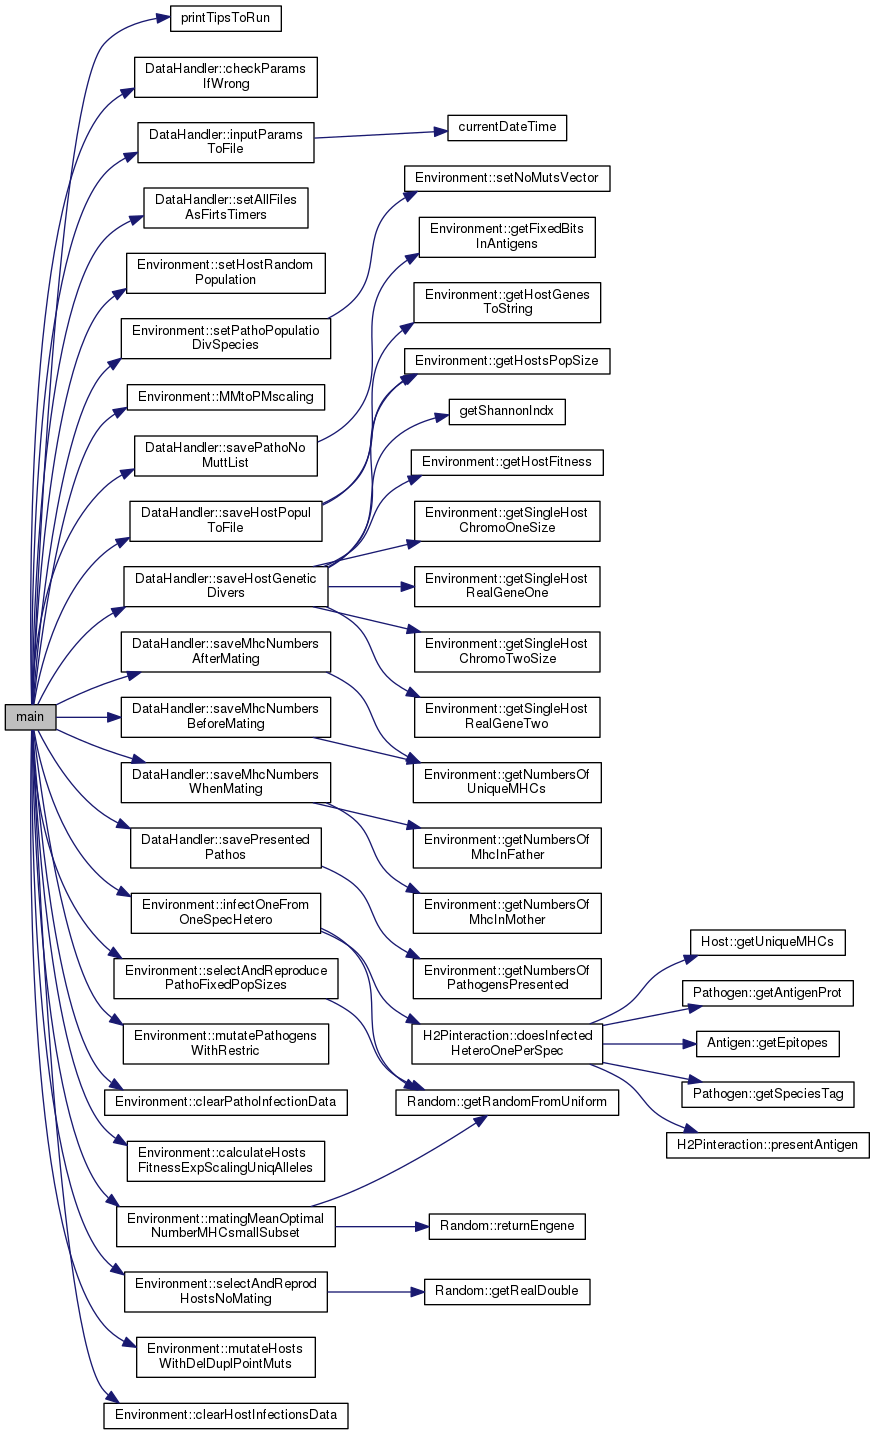 printTipsToRun
DataHandler::checkParams
IfWrong
DataHandler::inputParams
ToFile
currentDateTime
DataHandler::setAllFiles
AsFirtsTimers
Environment::setNoMutsVector
Environment::getFixedBits
InAntigens
Environment::setHostRandom
Population
Environment::getHostGenes
ToString
Environment::setPathoPopulatio
DivSpecies
Environment::getHostsPopSize
Environment::MMtoPMscaling
getShannonIndx
DataHandler::savePathoNo
MuttList
Environment::getHostFitness
DataHandler::saveHostPopul
ToFile
Environment::getSingleHost
ChromoOneSize
DataHandler::saveHostGenetic
Divers
Environment::getSingleHost
RealGeneOne
DataHandler::saveMhcNumbers
AfterMating
Environment::getSingleHost
ChromoTwoSize
main
DataHandler::saveMhcNumbers
BeforeMating
Environment::getSingleHost
RealGeneTwo
DataHandler::saveMhcNumbers
WhenMating
Environment::getNumbersOf
UniqueMHCs
DataHandler::savePresented
Pathos
Environment::getNumbersOf
MhcInFather
Environment::infectOneFrom
OneSpecHetero
Environment::getNumbersOf
MhcInMother
Host::getUniqueMHCs
Environment::selectAndReproduce
PathoFixedPopSizes
Environment::getNumbersOf
PathogensPresented
Pathogen::getAntigenProt
Environment::mutatePathogens
WithRestric
H2Pinteraction::doesInfected
HeteroOnePerSpec
Antigen::getEpitopes
Environment::clearPathoInfectionData
Random::getRandomFromUniform
Pathogen::getSpeciesTag
H2Pinteraction::presentAntigen
Environment::calculateHosts
FitnessExpScalingUniqAlleles
Environment::matingMeanOptimal
NumberMHCsmallSubset
Random::returnEngene
Environment::selectAndReprod
HostsNoMating
Random::getRealDouble
Environment::mutateHosts
WithDelDuplPointMuts
Environment::clearHostInfectionsData